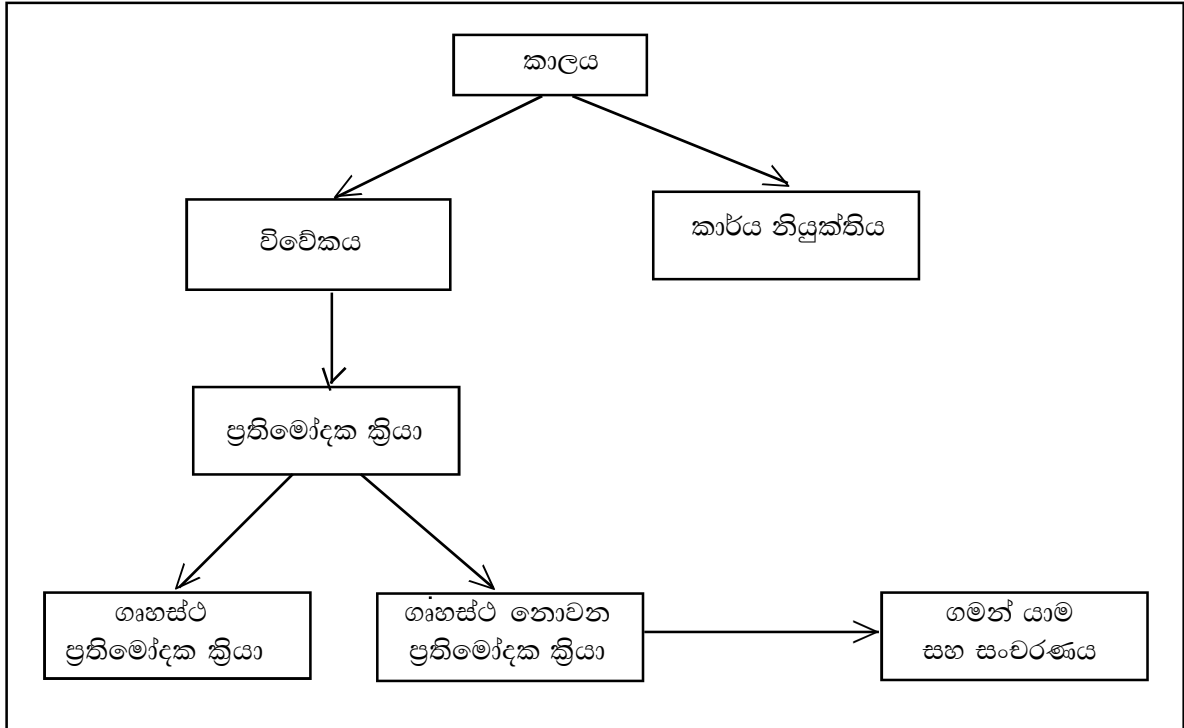 කාලය
විවේකය
කාර්ය නියුක්තිය
ප්‍රතිමෝදක ක්‍රියා
ගෘහස්ථ
ප්‍රතිමෝදක ක්‍රියා
ගෘහස්ථ නොවන
ප්‍රතිමෝදක ක්‍රියා
ගමන් යාම
සහ සංචරණය